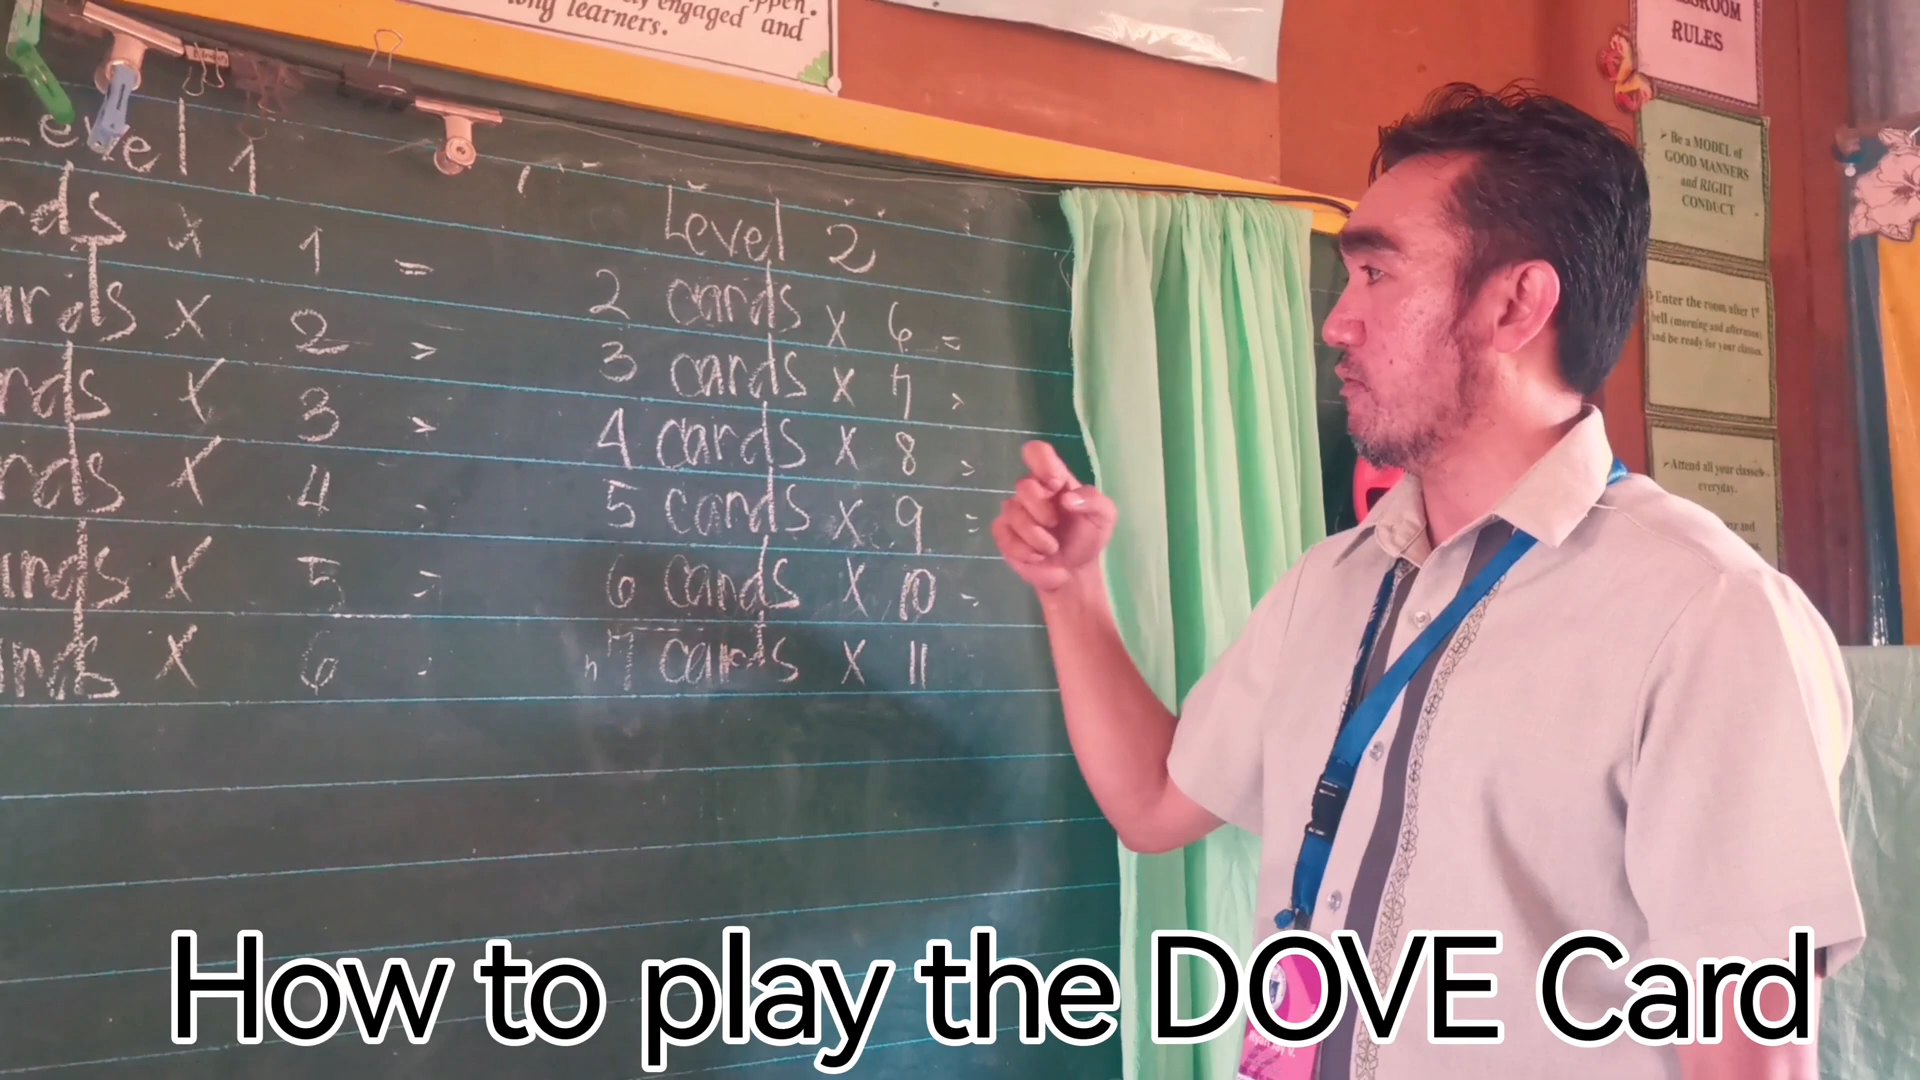 engaged and
learners.
ROOM
RULES
Be a MODEL of
GOOD MANNERS
and RIGHT
CONDUCT
Enter the room after 1st
bell (morning and afternoon)
and be ready for your classes.
Attend all your classes
everyday.
and
Level 1
x 1 =
x 2 =
x 3 =
x 4 =
x 5 =
x 6 =
Level 2
2 cards x 6 =
3 cards x 7 =
4 cards x 8 =
5 cards x 9 =
6 cards x 10 =
7 cards x 11
How to play the DOVE Card